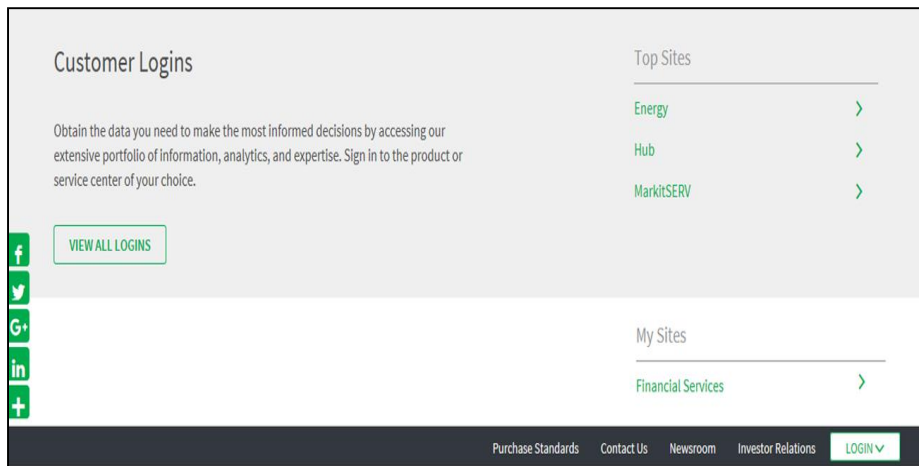 Customer Logins
Obtain the data you need to make the most informed decisions by accessing our
extensive portfolio of information, analytics, and expertise. Sign in to the product or
service center of your choice.
VIEW ALL LOGINS
Top Sites
Energy
Hub
MarkitSERV
f
G+
in
My Sites
Financial Services
Purchase Standards Contact Us Newsroom Investor Relations LOGIN